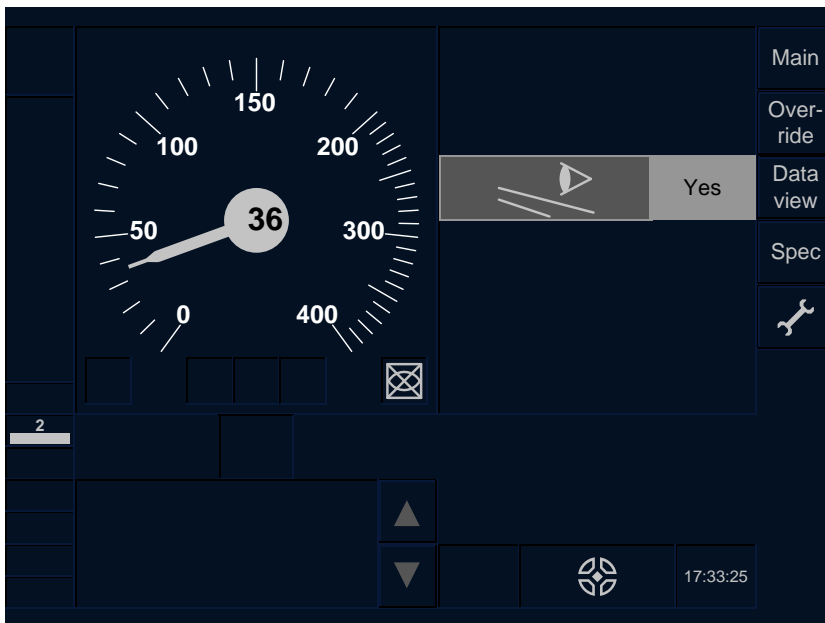 Main
150
Over-
ride
100
200
Data
view
Yes
36
50
300
Spec
0
400
2
17:33:25